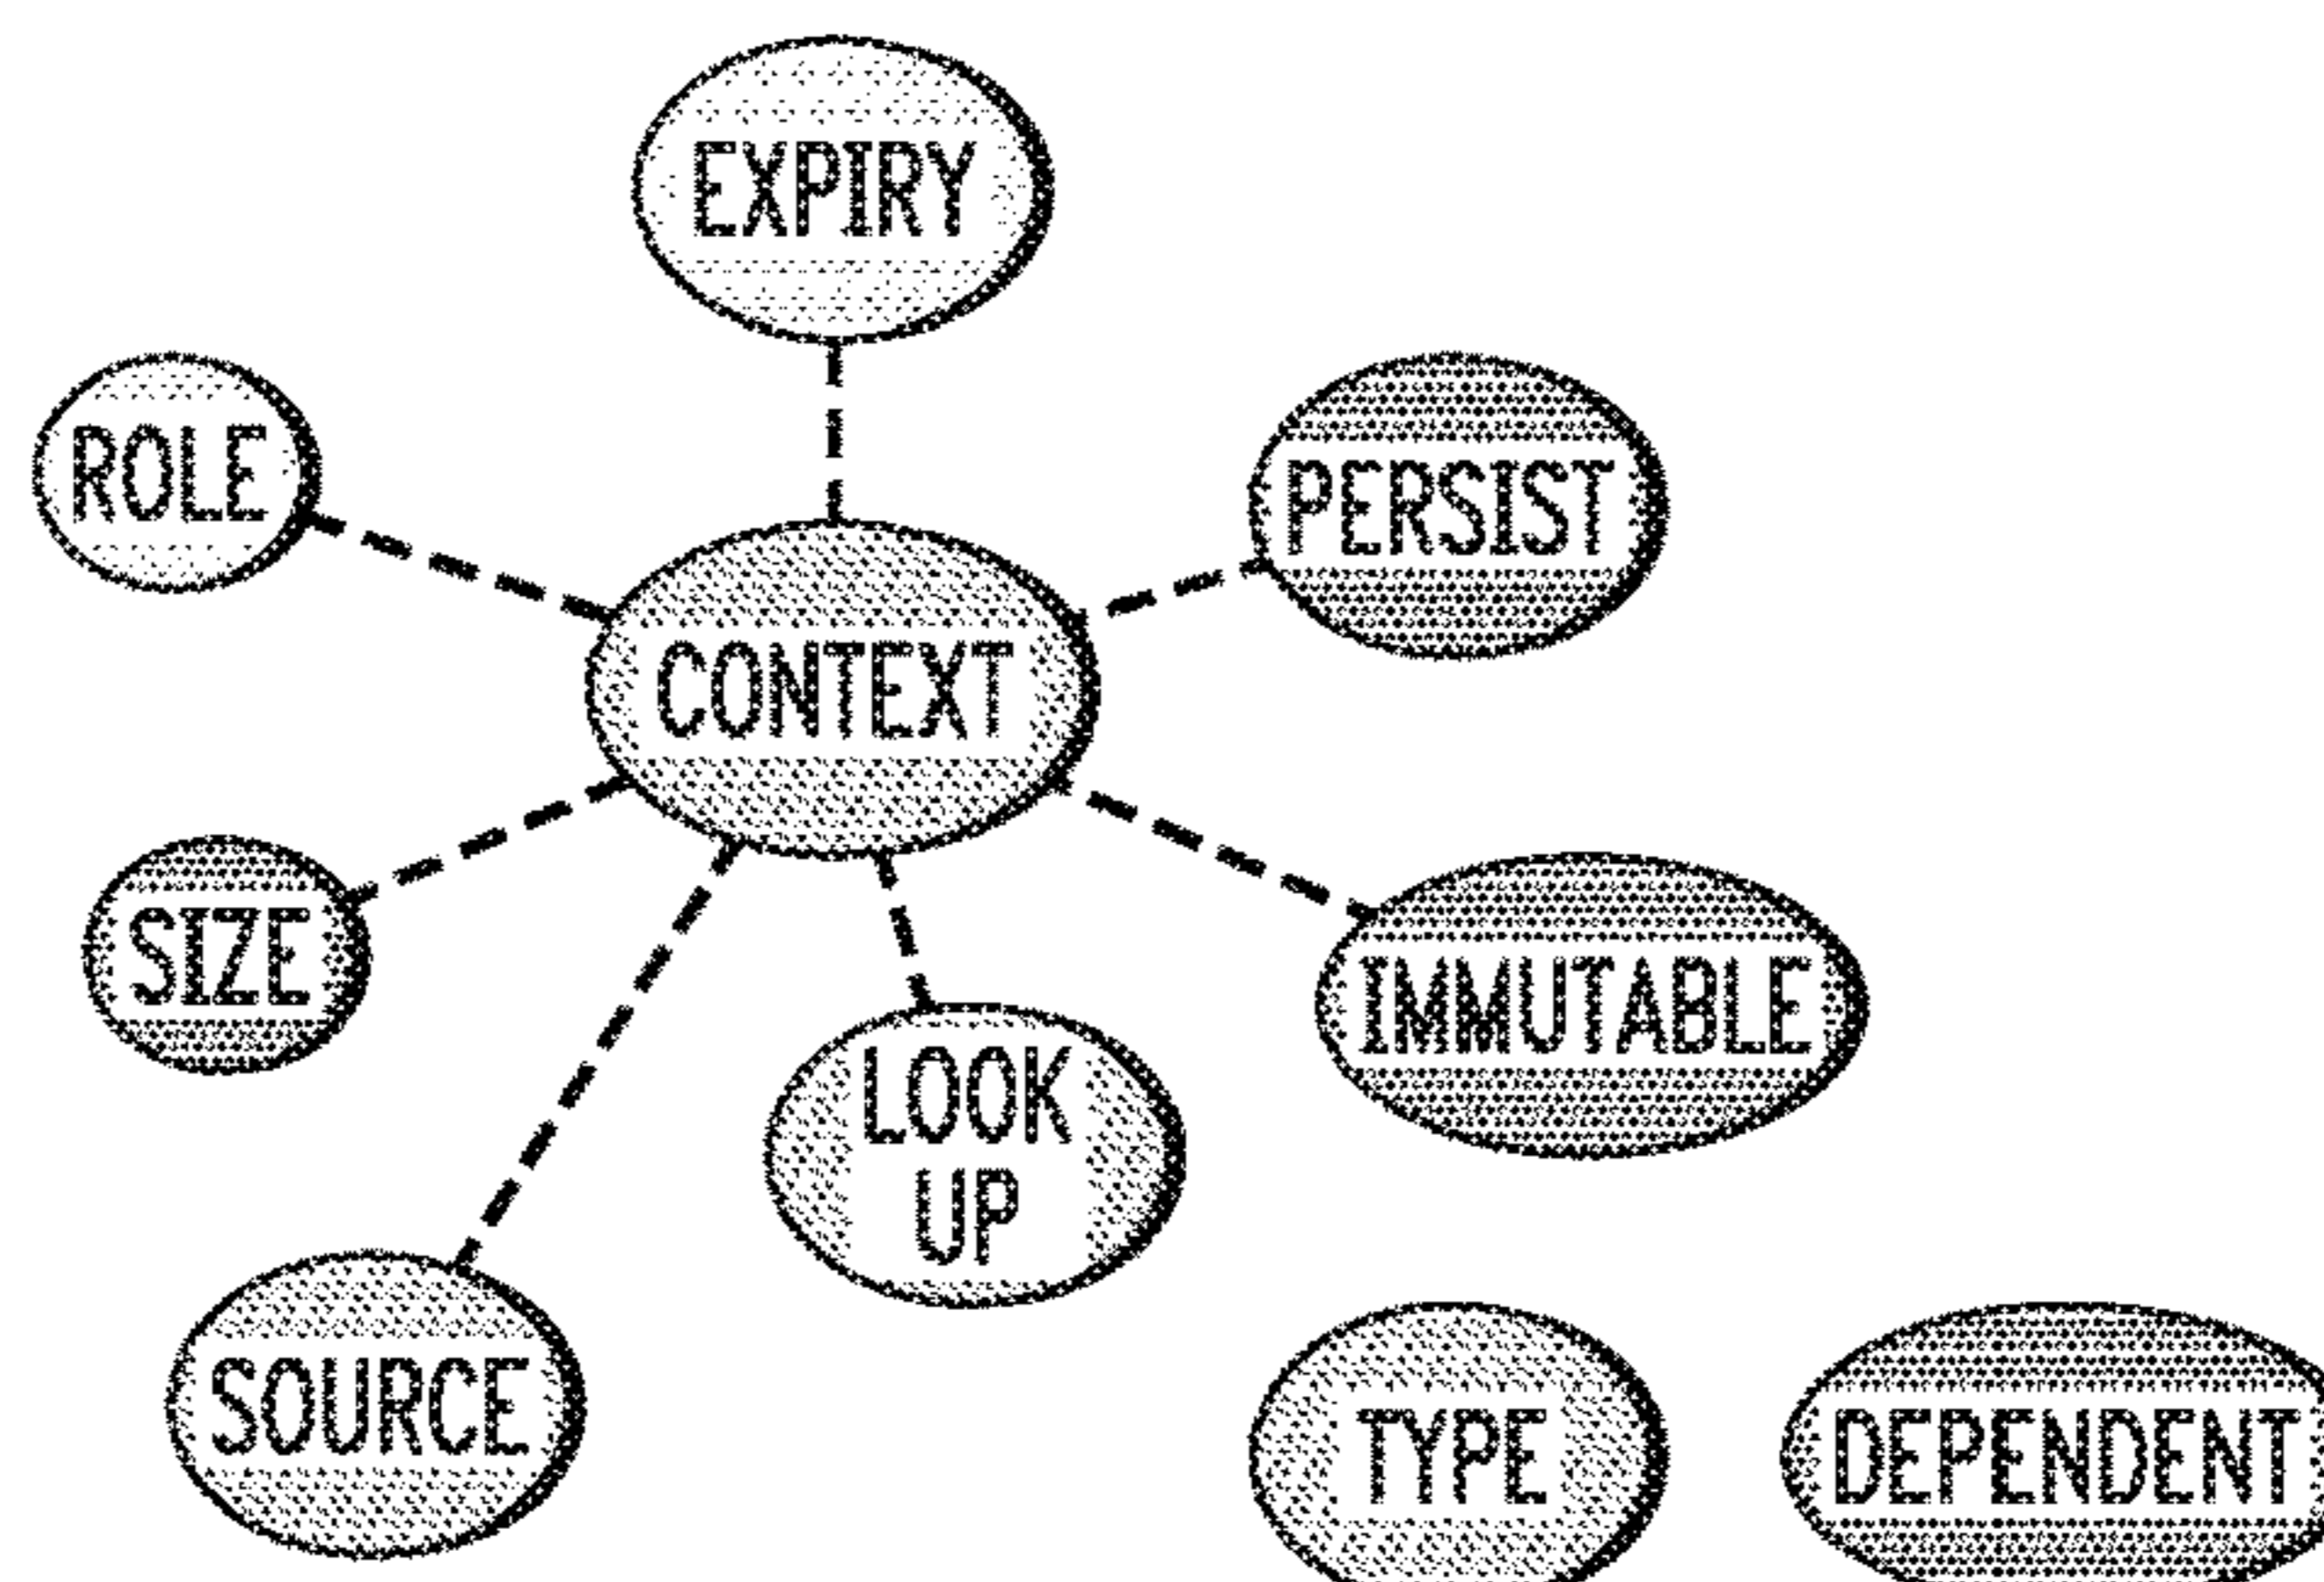 EXPIRY
ROLE
PERSIST
CONTEXT
SIZE
IMMUTABLE
LOOK
UP
SOURCE
TYPE
DEPENDENT